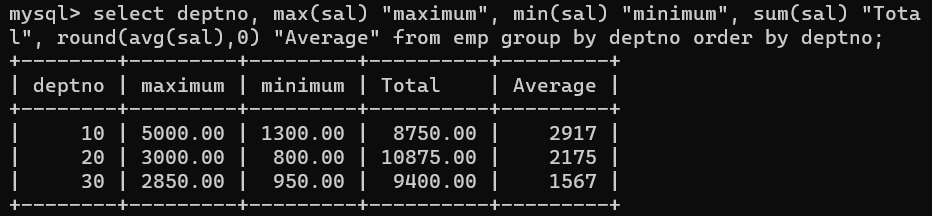 mysql> select deptno, max(sal) "maximum", min(sal) "minimum", sum(sal) "Tota
l", round(avg(sal),0) "Average" from emp group by deptno order by deptno;
+--------+---------+---------+----------+---------+
| deptno | maximum | minimum | Total    | Average |
+--------+---------+---------+----------+---------+
|     10 | 5000.00 | 1300.00 |  8750.00 |    2917 |
|     20 | 3000.00 |  800.00 | 10875.00 |    2175 |
|     30 | 2850.00 |  950.00 |  9400.00 |    1567 |
+--------+---------+---------+----------+---------+